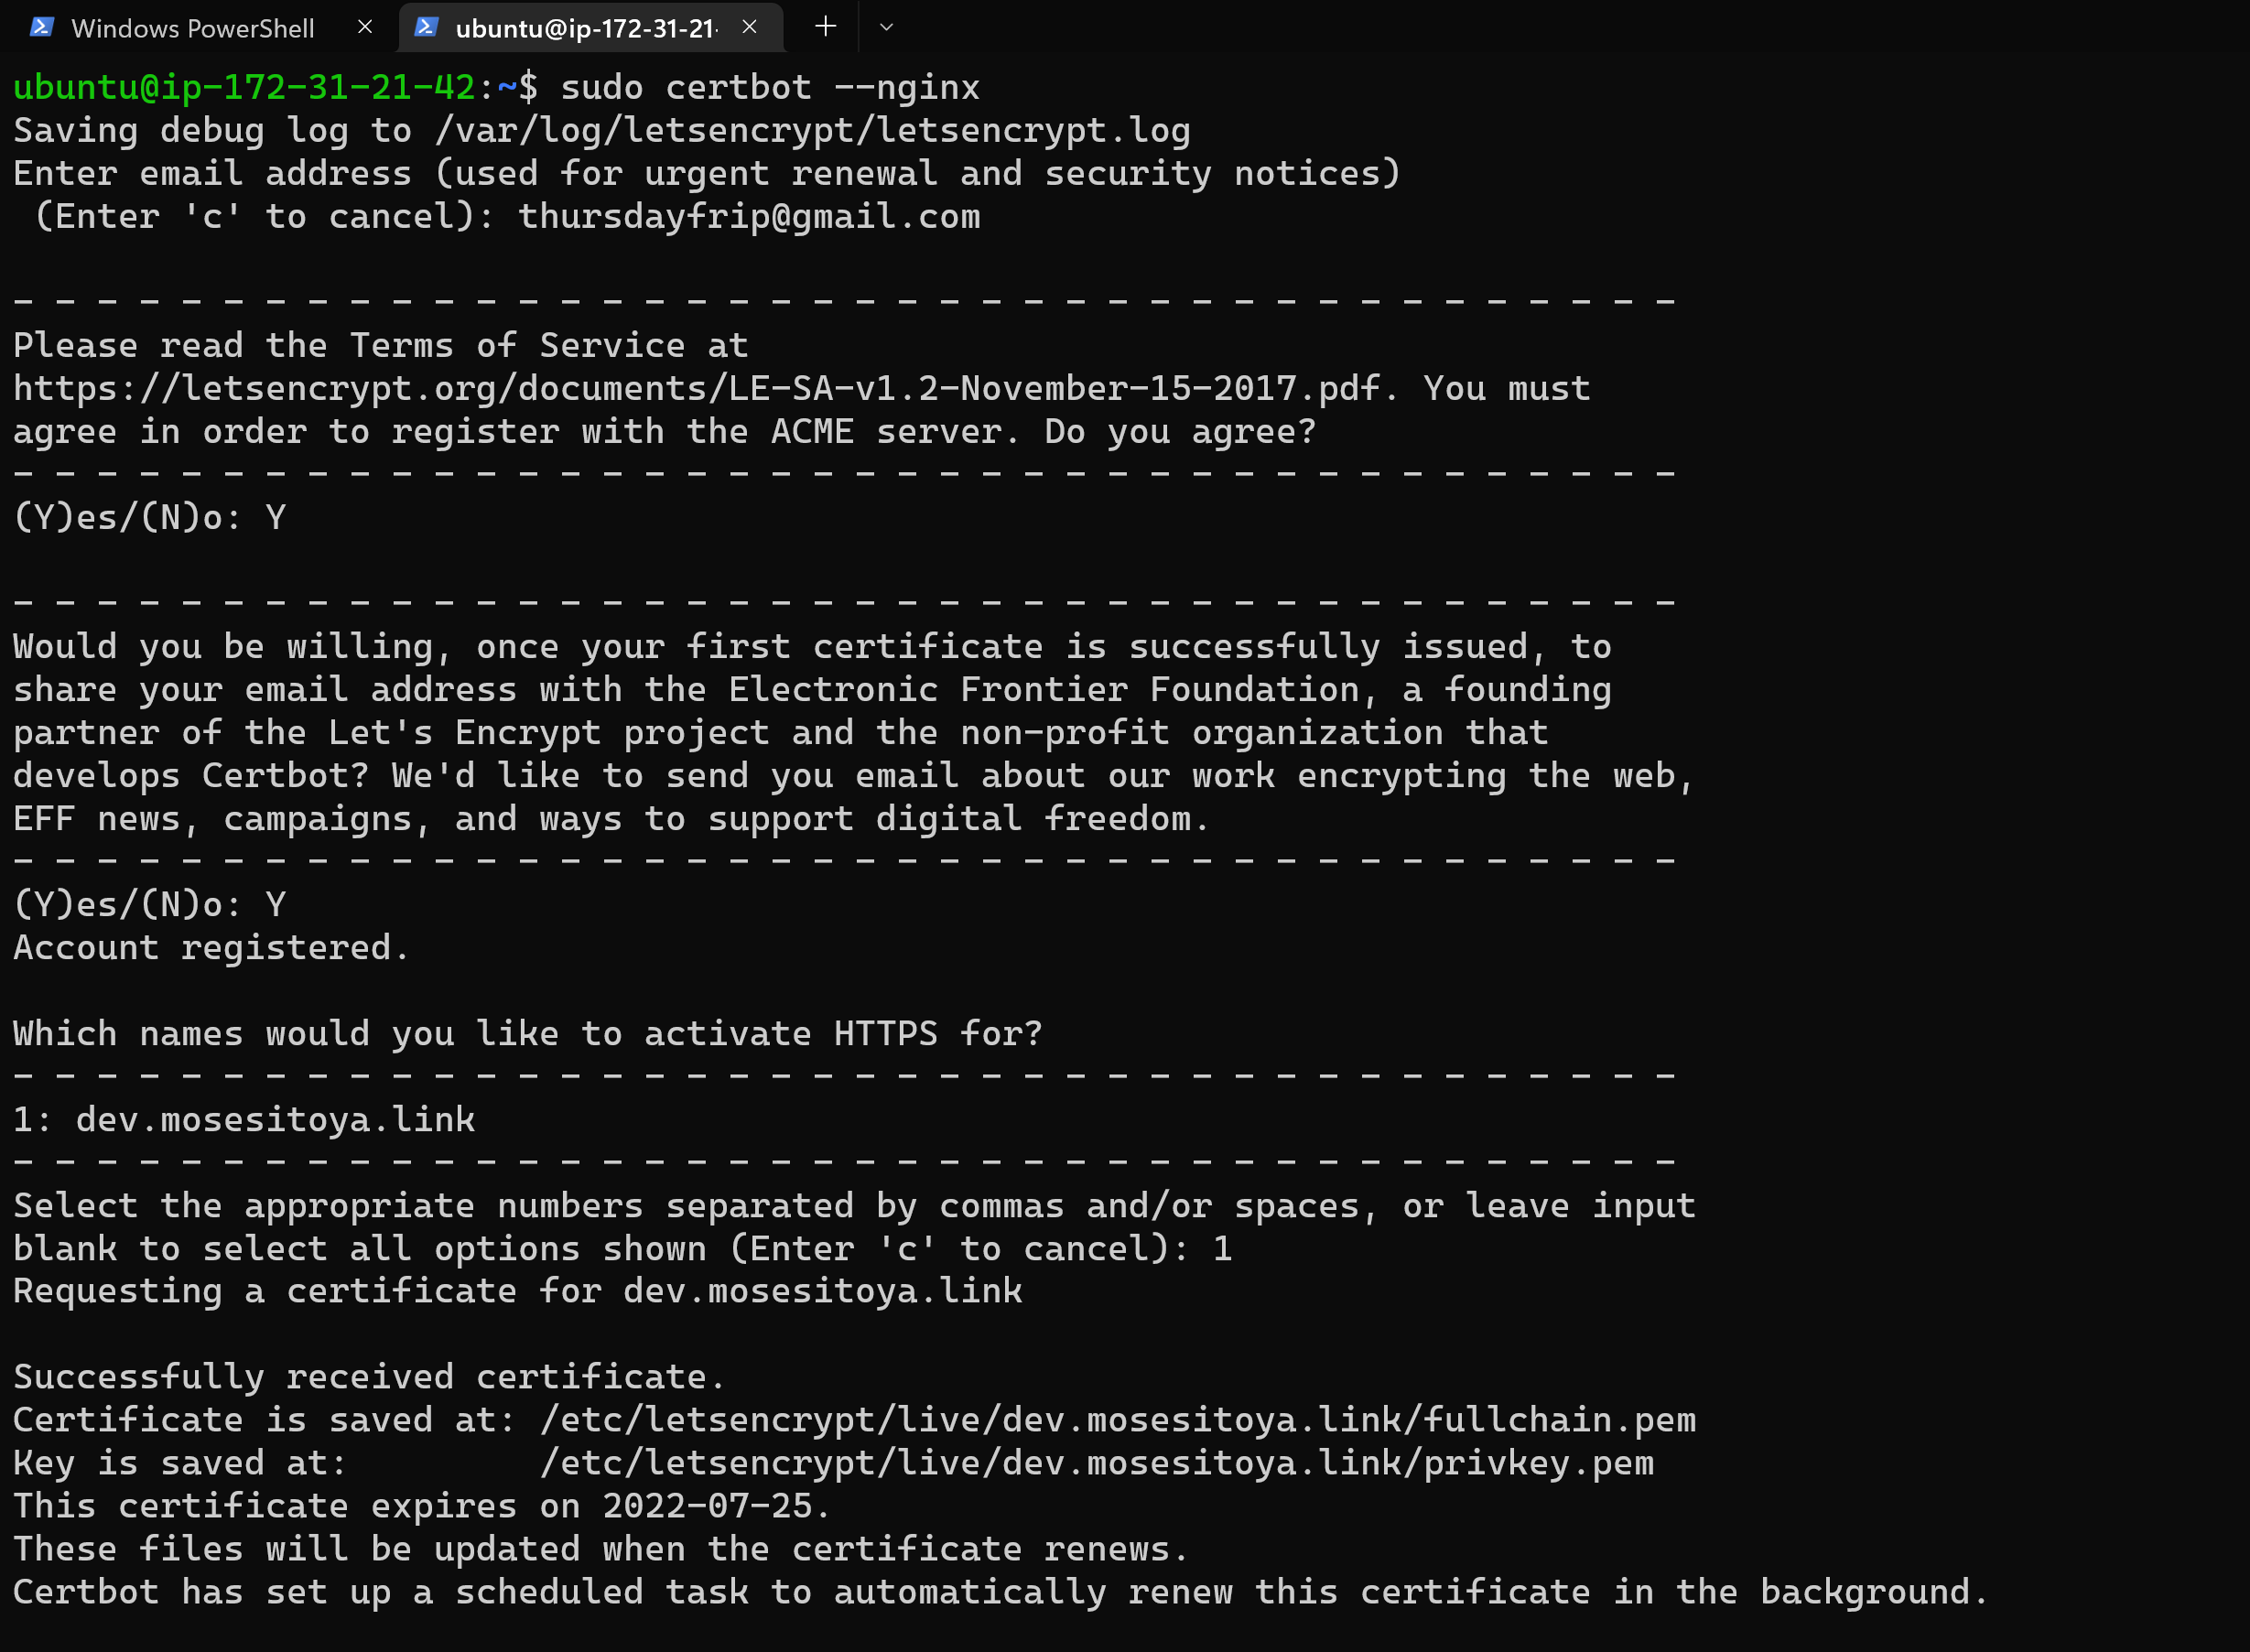 Windows PowerShell
ubuntu@ip-172-31-21-
ubuntu@ip-172-31-21-42:~$ sudo certbot --nginx
Saving debug log to /var/log/letsencrypt/letsencrypt.log
Enter email address (used for urgent renewal and security notices)
 (Enter 'c' to cancel): thursdayfrip@gmail.com
- - - - - - - - - - - - - - - - - - - - - - - - - - - - - - - - - - - - - - - -
Please read the Terms of Service at
https://letsencrypt.org/documents/LE-SA-v1.2-November-15-2017.pdf. You must
agree in order to register with the ACME server. Do you agree?
- - - - - - - - - - - - - - - - - - - - - - - - - - - - - - - - - - - - - - - -
(Y)es/(N)o: Y
- - - - - - - - - - - - - - - - - - - - - - - - - - - - - - - - - - - - - - - -
Would you be willing, once your first certificate is successfully issued, to
share your email address with the Electronic Frontier Foundation, a founding
partner of the Let's Encrypt project and the non-profit organization that
develops Certbot? We'd like to send you email about our work encrypting the web,
EFF news, campaigns, and ways to support digital freedom.
- - - - - - - - - - - - - - - - - - - - - - - - - - - - - - - - - - - - - - - -
(Y)es/(N)o: Y
Account registered.
Which names would you like to activate HTTPS for?
- - - - - - - - - - - - - - - - - - - - - - - - - - - - - - - - - - - - - - - -
1: dev.mosesitoya.link
- - - - - - - - - - - - - - - - - - - - - - - - - - - - - - - - - - - - - - - -
Select the appropriate numbers separated by commas and/or spaces, or leave input
blank to select all options shown (Enter 'c' to cancel): 1
Requesting a certificate for dev.mosesitoya.link
Successfully received certificate.
Certificate is saved at: /etc/letsencrypt/live/dev.mosesitoya.link/fullchain.pem
Key is saved at:         /etc/letsencrypt/live/dev.mosesitoya.link/privkey.pem
This certificate expires on 2022-07-25.
These files will be updated when the certificate renews.
Certbot has set up a scheduled task to automatically renew this certificate in the background.